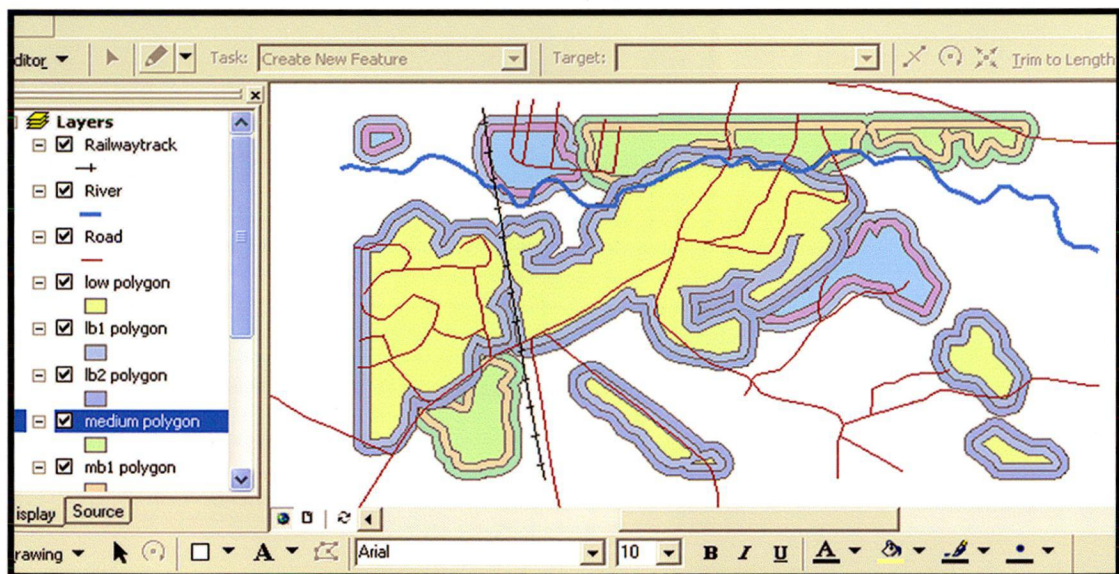 ditor Task: Create New Feature Target: Trim to Length
Layers
Railwaytrack
River
Road
low polygon
lb1 polygon
lb2 polygon
medium polygon
mb1 polygon
isplay Source
rawing A Arial 10 B I U A